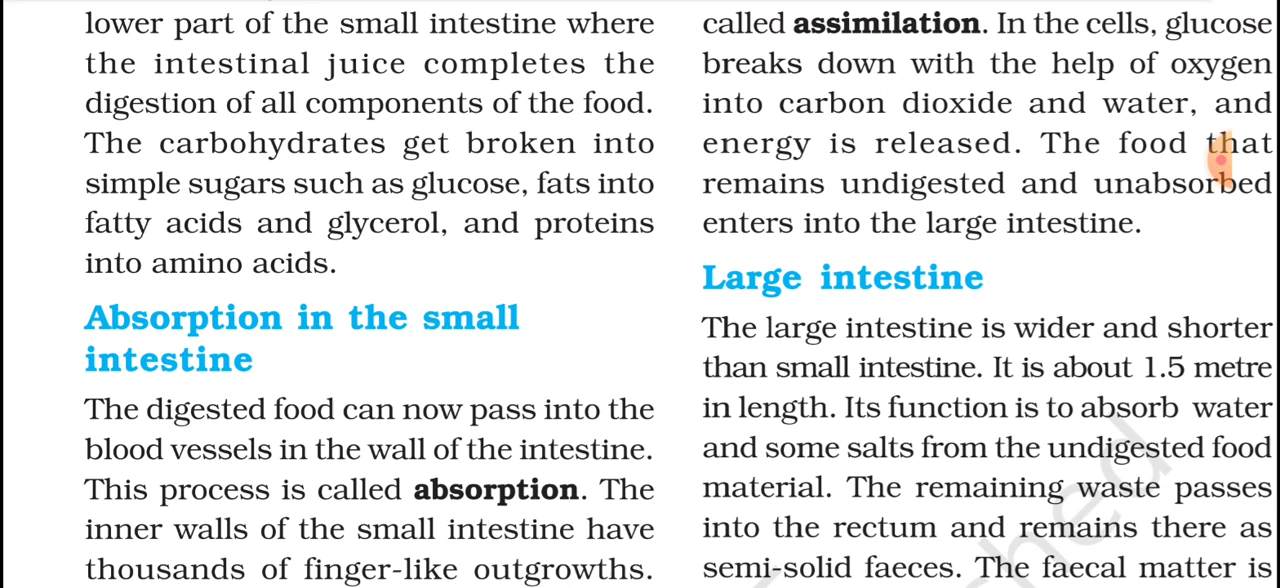 lower part of the small intestine where
the intestinal juice completes the
digestion of all components of the food.
The carbohydrates get broken into
simple sugars such as glucose, fats into
fatty acids and glycerol, and proteins
into amino acids.
Absorption in the small
intestine
The digested food can now pass into the
blood vessels in the wall of the intestine.
This process is called absorption. The
inner walls of the small intestine have
thousands of finger-like outgrowths.
called assimilation. In the cells, glucose
breaks down with the help of oxygen
into carbon dioxide and water, and
energy is released. The food that
remains undigested and unabsorbed
enters into the large intestine.
Large intestine
The large intestine is wider and shorter
than small intestine. It is about 1.5 metre
in length. Its function is to absorb water
and some salts from the undigested food
material. The remaining waste passes
into the rectum and remains there as
semi-solid faeces. The faecal matter is